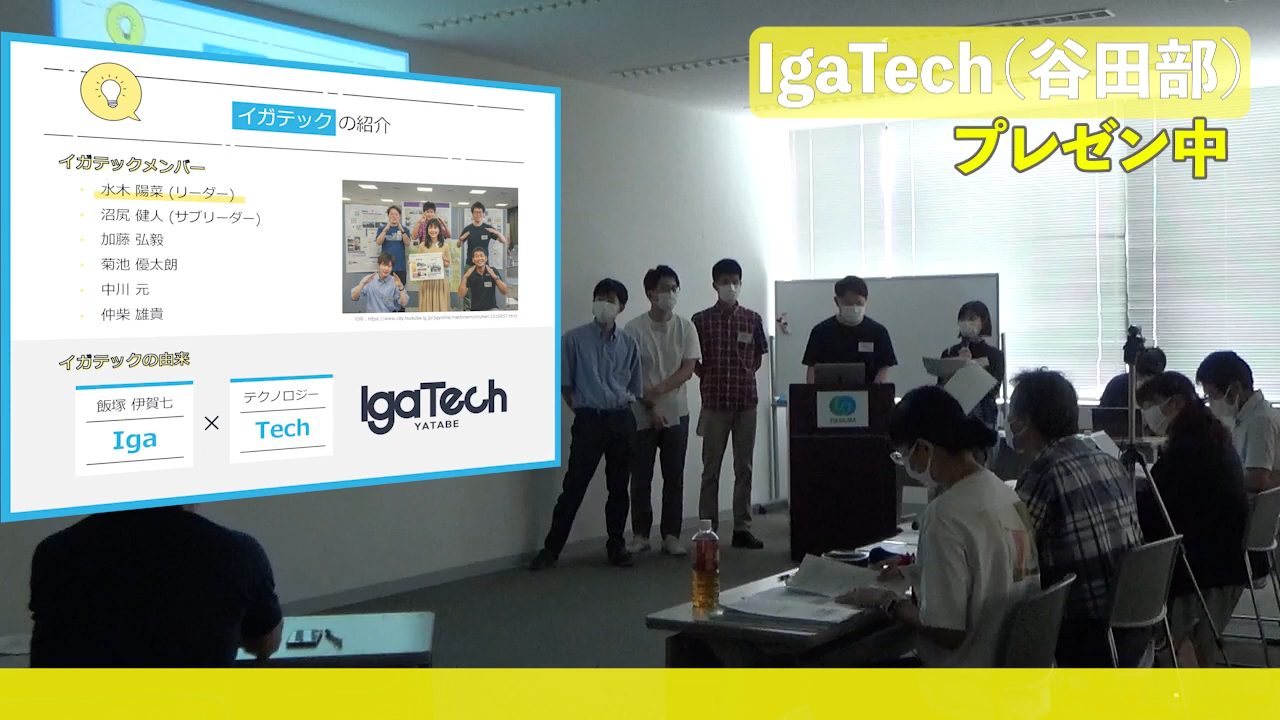 IgaTech(谷田部)
プレゼン中
イガテックの紹介
イガテックメンバー
水木 陽菜 (リーダー)
沼尻 健人 (サブリーダー)
加藤 弘毅
菊池 優太朗
中川 元
仲柴 雄貴
イガテックの由来
飯塚 伊賀七
Iga
×
テクノロジー
Tech
IgaTech
YATABE